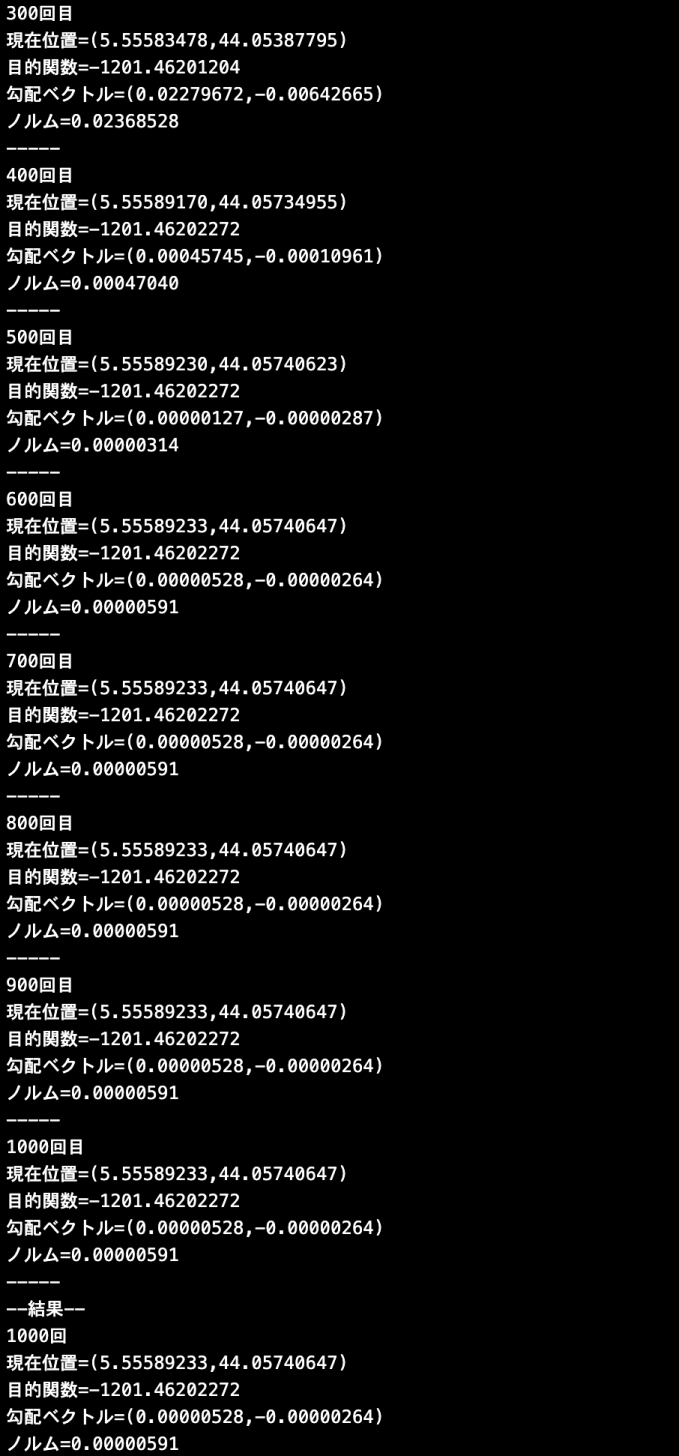 300回目
現在位置=(5.55583478,44.05387795)
目的関数=-1201.46201204
勾配ベクトル=(0.02279672,-0.00642665)
ノルム=0.02368528
-----
400回目
現在位置=(5.55589170,44.05734955)
目的関数=-1201.46202272
勾配ベクトル=(0.00045745,-0.00010961)
ノルム=0.00047040
-----
500回目
現在位置=(5.55589230,44.05740623)
目的関数=-1201.46202272
勾配ベクトル=(0.00000127,-0.00000287)
ノルム=0.00000314
-----
600回目
現在位置=(5.55589233,44.05740647)
目的関数=-1201.46202272
勾配ベクトル=(0.00000528,-0.00000264)
ノルム=0.00000591
-----
700回目
現在位置=(5.55589233,44.05740647)
目的関数=-1201.46202272
勾配ベクトル=(0.00000528,-0.00000264)
ノルム=0.00000591
-----
800回目
現在位置=(5.55589233,44.05740647)
目的関数=-1201.46202272
勾配ベクトル=(0.00000528,-0.00000264)
ノルム=0.00000591
-----
900回目
現在位置=(5.55589233,44.05740647)
目的関数=-1201.46202272
勾配ベクトル=(0.00000528,-0.00000264)
ノルム=0.00000591
-----
1000回目
現在位置=(5.55589233,44.05740647)
目的関数=-1201.46202272
勾配ベクトル=(0.00000528,-0.00000264)
ノルム=0.00000591
-----
--結果--
1000回
現在位置=(5.55589233,44.05740647)
目的関数=-1201.46202272
勾配ベクトル=(0.00000528,-0.00000264)
ノルム=0.00000591